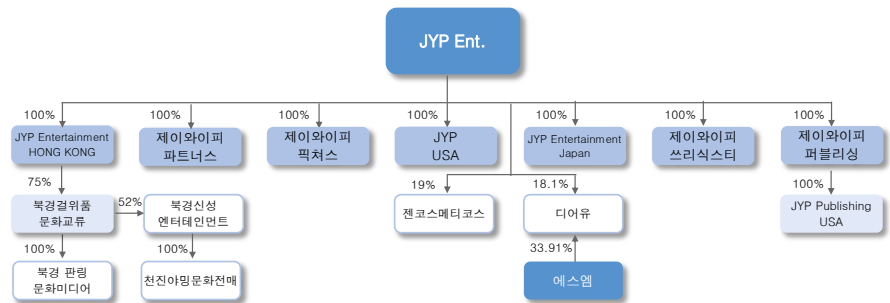 JYP Ent.
100%
100%
100%
100%
100%
100%
100%
JYP Entertainment
HONG KONG
제이와이피
파트너스
제이와이피
픽쳐스
JYP
USA
JYP Entertainment
Japan
제이와이피
쓰리식스티
제이와이피
퍼블리싱
75%
19%
18.1%
100%
북경걸위품
문화교류
52%
북경신성
엔터테인먼트
젠코스메티코스
디어유
JYP Publishing
USA
100%
100%
33.91%
북경 판링
문화미디어
천진야밍문화전매
에스엠